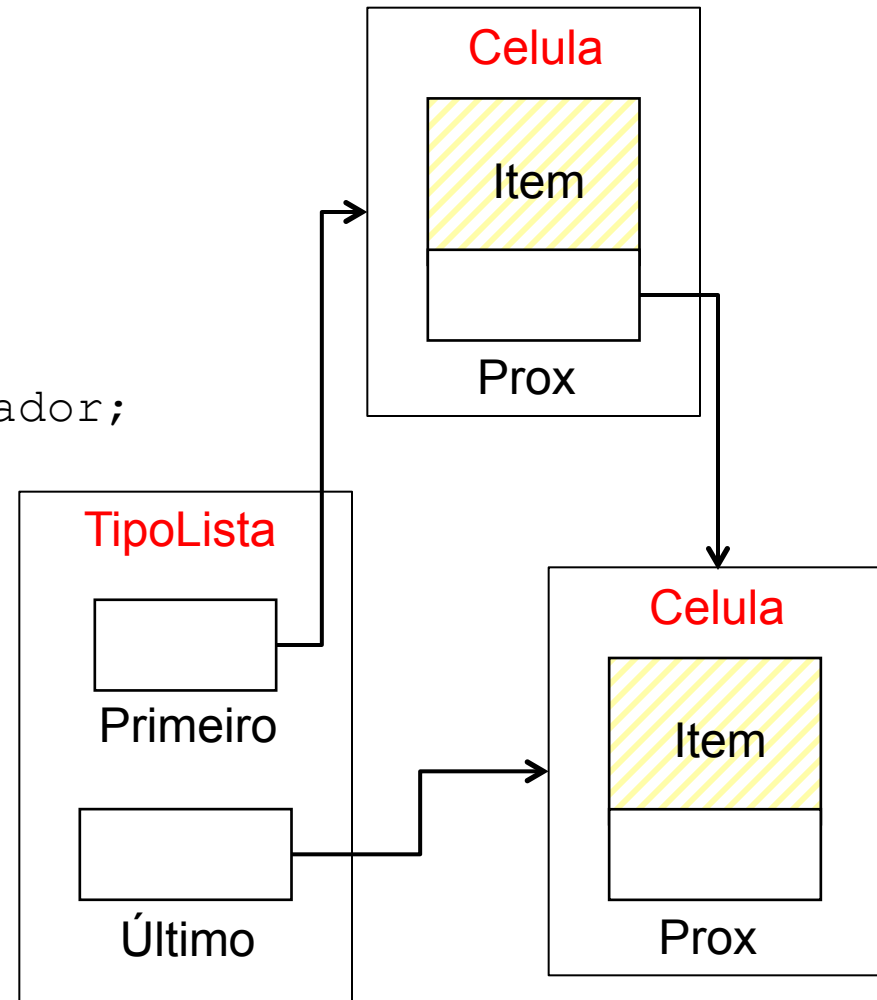 Celula
Item
Prox
ador;
TipoLista
Primeiro
Último
Celula
Item
Prox